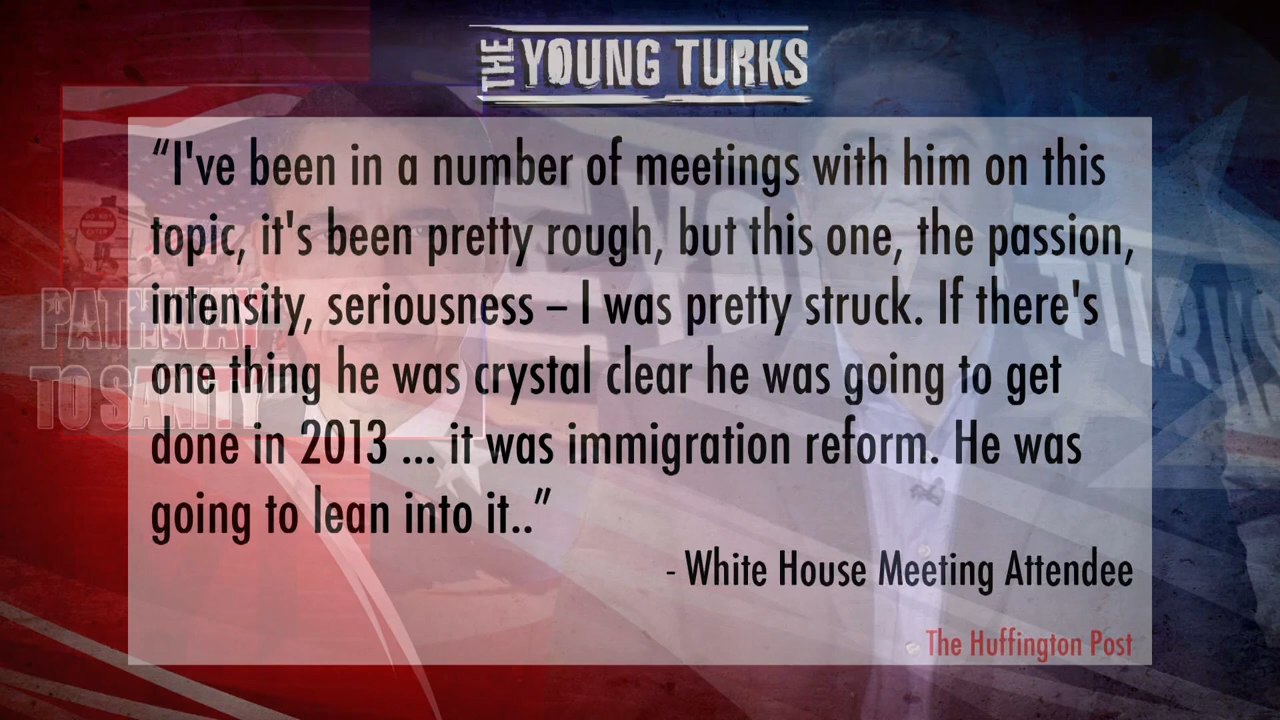 THE YOUNG TURKS
“I've been in a number of meetings with him on this
topic, it's been pretty rough, but this one, the passion,
intensity, seriousness – I was pretty struck. If there's
one thing he was crystal clear he was going to get
done in 2013 ... it was immigration reform. He was
going to lean into it..”
- White House Meeting Attendee
The Huffington Post
PATHWAY
TO SANITY
YOU
TURKS